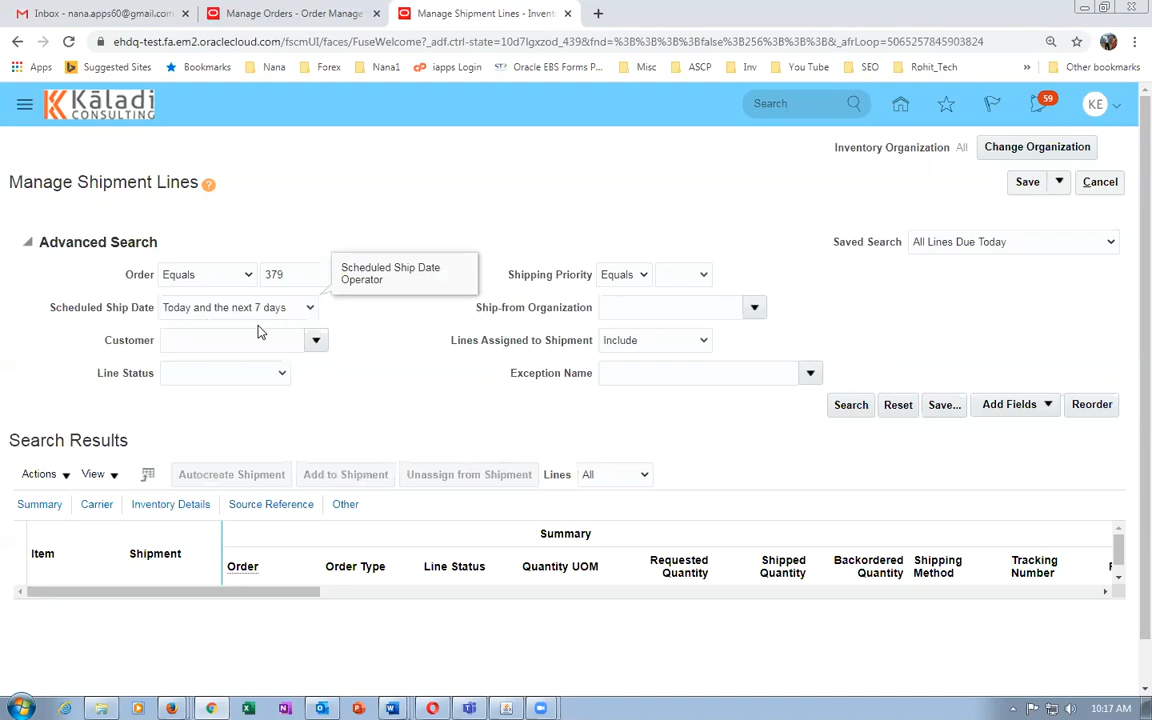 Inbox - nana.apps60@gmail.com
Manage Orders - Order Manage
Manage Shipment Lines - Invent
ehdq-test.fa.em2.oraclecloud.com/fscmUI/faces/FuseWelcome?_adf.ctrl-state=10d7lgxzod_439&fnd=%3B%3B%3B%3Bfalse%3B256%3B%3B%3B&_afrLoop=5065257845903824
Apps
Suggested Sites
Bookmarks
Nana
Forex
Nana1
iapps Login
Oracle EBS Forms P...
Misc
ASCP
Inv
You Tube
SEO
Rohit_Tech
»
Other bookmarks
Kāladi
CONSULTING
Search
59
KE
Inventory Organization All
Change Organization
Manage Shipment Lines
Save
Cancel
Advanced Search
Saved Search All Lines Due Today
Order Equals 379
Scheduled Ship Date Operator
Shipping Priority Equals
Scheduled Ship Date Today and the next 7 days
Ship-from Organization
Customer
Lines Assigned to Shipment Include
Line Status
Exception Name
Search Reset Save... Add Fields Reorder
Search Results
Actions View Autocreate Shipment Add to Shipment Unassign from Shipment Lines All
Summary Carrier Inventory Details Source Reference Other
Summary
Item Shipment Order Order Type Line Status Quantity UOM Requested Quantity Shipped Quantity Backordered Quantity Shipping Method Tracking Number
10:17 AM